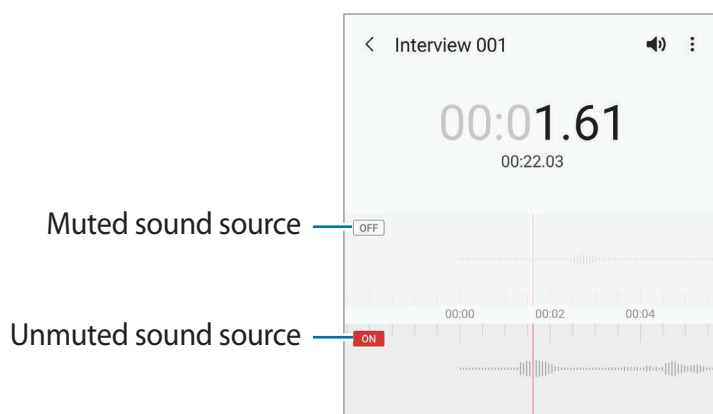 Interview 001
00:01.61
00:22.03
Muted sound source
OFF
00:00 00:02 00:04
Unmuted sound source
ON